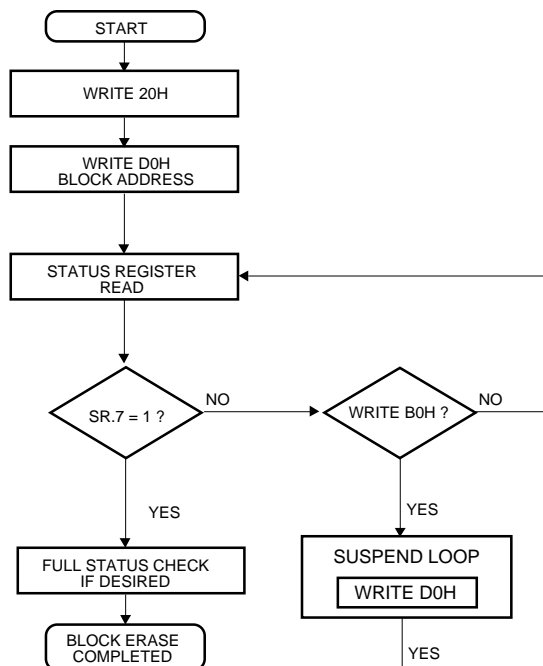 START
WRITE 20H
WRITE D0H
BLOCK ADDRESS
STATUS REGISTER
READ
SR.7 = 1 ?
NO
WRITE B0H ?
NO
YES
YES
FULL STATUS CHECK
IF DESIRED
SUSPEND LOOP
WRITE D0H
BLOCK ERASE
COMPLETED
YES